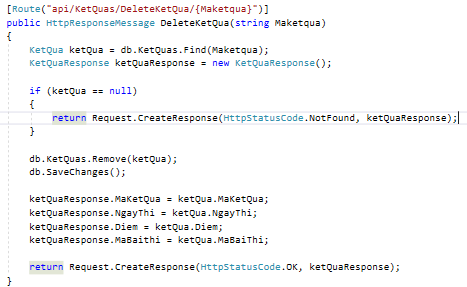 [Route("api/KetQuas/DeleteKetQua/{Maketqua}")]
public HttpResponseMessage DeleteKetQua(string Maketqua)
{
KetQua ketQua = db.KetQuas.Find(Maketqua);
KetQuaResponse ketQuaResponse = new KetQuaResponse();
if (ketQua == null)
{
return Request.CreateResponse(HttpStatusCode.NotFound, ketQuaResponse);
}
db.KetQuas.Remove(ketQua);
db.SaveChanges();
ketQuaResponse.MaKetQua = ketQua.MaKetQua;
ketQuaResponse.NgayThi = ketQua.NgayThi;
ketQuaResponse.Diem = ketQua.Diem;
ketQuaResponse.MaBaithi = ketQua.MaBaiThi;
return Request.CreateResponse(HttpStatusCode.OK, ketQuaResponse);
}